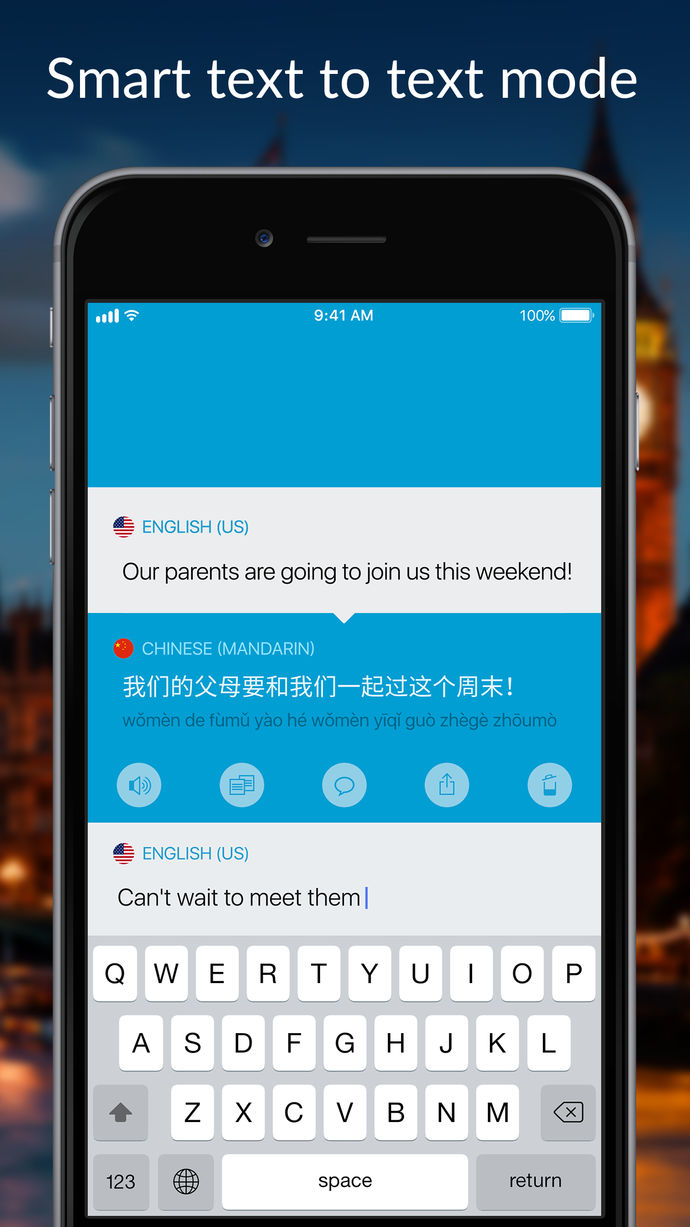 Smart text to text mode
9:41 AM
100%
ENGLISH (US)
Our parents are going to join us this weekend!
CHINESE (MANDARIN)
我们的父母要和我们一起过这个周末！
wǒmèn de fùmǔ yào hé wǒmèn yīqǐ guò zhègè zhōumò
ENGLISH (US)
Can't wait to meet them
Q W E R T Y U I O P
A S D F G H J K L
Z X C V B N M
123 space return